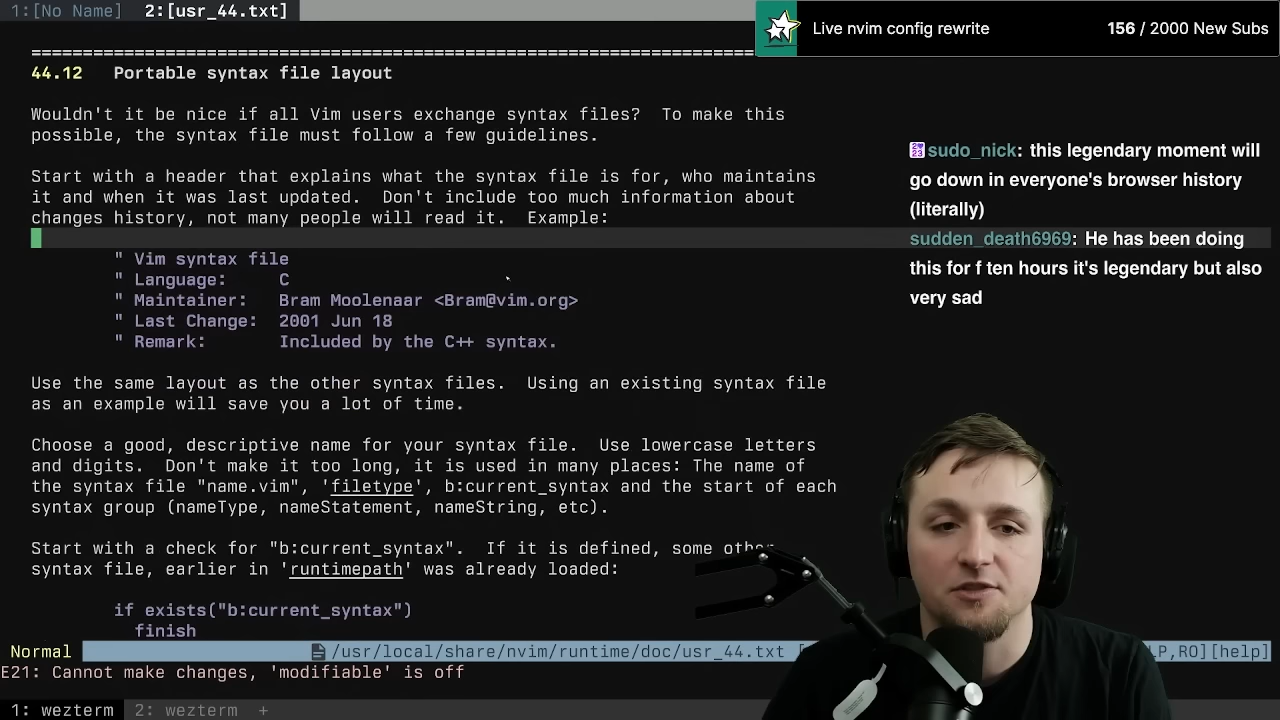 1:[No Name]  2:[usr_44.txt]
Live nvim config rewrite 156 / 2000 New Subs
==============================================================================
44.12   Portable syntax file layout
Wouldn't it be nice if all Vim users exchange syntax files?  To make this
possible, the syntax file must follow a few guidelines.
Start with a header that explains what the syntax file is for, who maintains
it and when it was last updated.  Don't include too much information about
changes history, not many people will read it.  Example:
" Vim syntax file
" Language:     C
" Maintainer:   Bram Moolenaar <Bram@vim.org>
" Last Change:  2001 Jun 18
" Remark:       Included by the C++ syntax.
Use the same layout as the other syntax files.  Using an existing syntax file
as an example will save you a lot of time.
Choose a good, descriptive name for your syntax file.  Use lowercase letters
and digits.  Don't make it too long, it is used in many places: The name of
the syntax file "name.vim", 'filetype', b:current_syntax and the start of each
syntax group (nameType, nameStatement, nameString, etc).
Start with a check for "b:current_syntax".  If it is defined, some other
syntax file, earlier in 'runtimepath' was already loaded:
if exists("b:current_syntax")
finish
Normal /usr/local/share/nvim/runtime/doc/usr_44.txt [ LP,RO][help]
E21: Cannot make changes, 'modifiable' is off
1: wezterm  2: wezterm  +
sudo_nick: this legendary moment will
go down in everyone's browser history
(literally)
sudden_death6969: He has been doing
this for f ten hours it's legendary but also
very sad